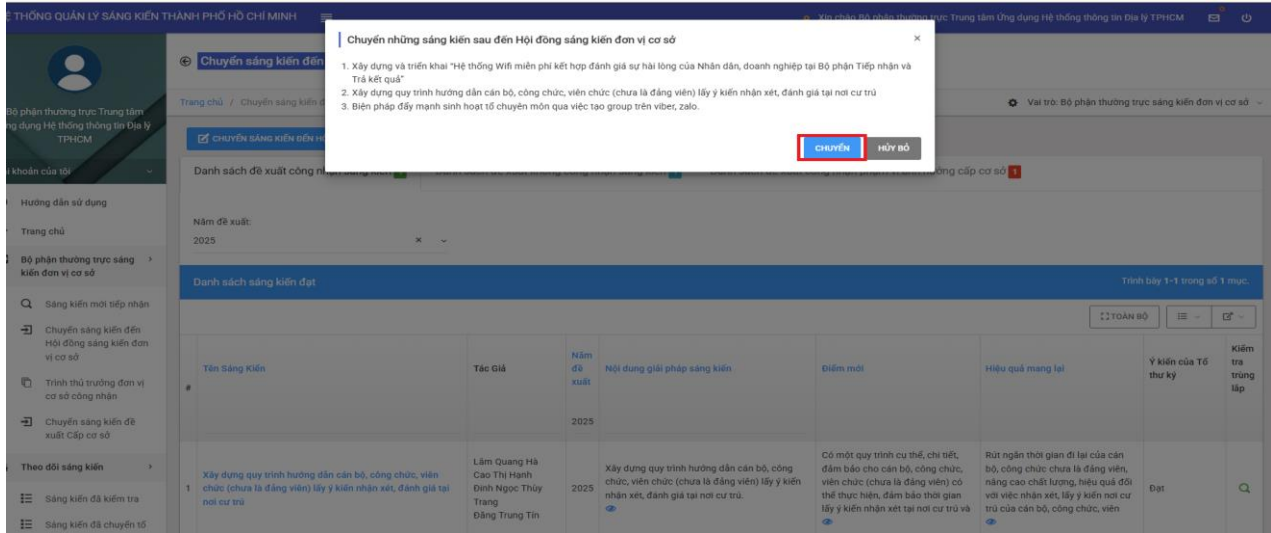 THỐNG QUẢN LÝ SÁNG KIẾN THÀNH PHỐ HỒ CHÍ MINH
Xin chào Bộ phận thường trực Trung tâm Ứng dụng Hệ thống thông tin Địa lý TPHCM
Chuyển những sáng kiến sau đến Hội đồng sáng kiến đơn vị cơ sở
×
1. Xây dựng và triển khai "Hệ thống Wifi miễn phí kết hợp đánh giá sự hài lòng của Nhân dân, doanh nghiệp tại Bộ phận Tiếp nhận và
Trả kết quả"
2. Xây dựng quy trình hướng dẫn cán bộ, công chức, viên chức (chưa là đảng viên) lấy ý kiến nhận xét, đánh giá tại nơi cư trú
3. Biện pháp đẩy mạnh sinh hoạt tổ chuyên môn qua việc tạo group trên viber, zalo.
CHUYỂN
HỦY BỎ
Chuyển sáng kiến đến
Trang chủ / Chuyển sáng kiến
Vai trò: Bộ phận thường trực sáng kiến đơn vị cơ sở
CHUYỂN SÁNG KIẾN ĐẾN
Danh sách đề xuất công nhận sáng kiến
cấp cơ sở 1
Bộ phận thường trực Trung tâm
ng dụng Hệ thống thông tin Địa lý
TPHCM
khoản của tôi
Hướng dẫn sử dụng
Trang chủ
Bộ phận thường trực sáng
kiến đơn vị cơ sở
Sáng kiến mới tiếp nhận
Chuyển sáng kiến đến
Hội đồng sáng kiến đơn
vị cơ sở
Trình thủ trưởng đơn vị
cơ sở công nhận
Chuyển sáng kiến đề
xuất Cấp cơ sở
Theo dõi sáng kiến
Sáng kiến đã kiểm tra
Sáng kiến đã chuyển tổ
Năm đề xuất:
2025 ×
Danh sách sáng kiến đạt
Trình bày 1-1 trong số 1 mục.
TOÀN BỘ
#
Tên Sáng Kiến
Tác Giả
Năm
đề
xuất
Nội dung giải pháp sáng kiến
Điểm mới
Hiệu quả mang lại
Ý kiến của Tổ
thư ký
Kiểm
tra
trùng
lắp
2025
1
Xây dựng quy trình hướng dẫn cán bộ, công chức, viên
chức (chưa là đảng viên) lấy ý kiến nhận xét, đánh giá tại
nơi cư trú
Lâm Quang Hà
Cao Thị Hạnh
Đinh Ngọc Thùy
Trang
Đặng Trung Tín
2025
Xây dựng quy trình hướng dẫn cán bộ, công
chức, viên chức (chưa là đảng viên) lấy ý kiến
nhận xét, đánh giá tại nơi cư trú.
Có một quy trình cụ thể, chi tiết,
đảm bảo cho cán bộ, công chức,
viên chức (chưa là đảng viên) có
thể thực hiện, đảm bảo thời gian
lấy ý kiến nhận xét tại nơi cư trú và
Rút ngắn thời gian đi lại của cán
bộ, công chức chưa là đảng viên,
nâng cao chất lượng, hiệu quả đối
với việc nhận xét, lấy ý kiến nơi cư
trú của cán bộ, công chức, viên
Đạt